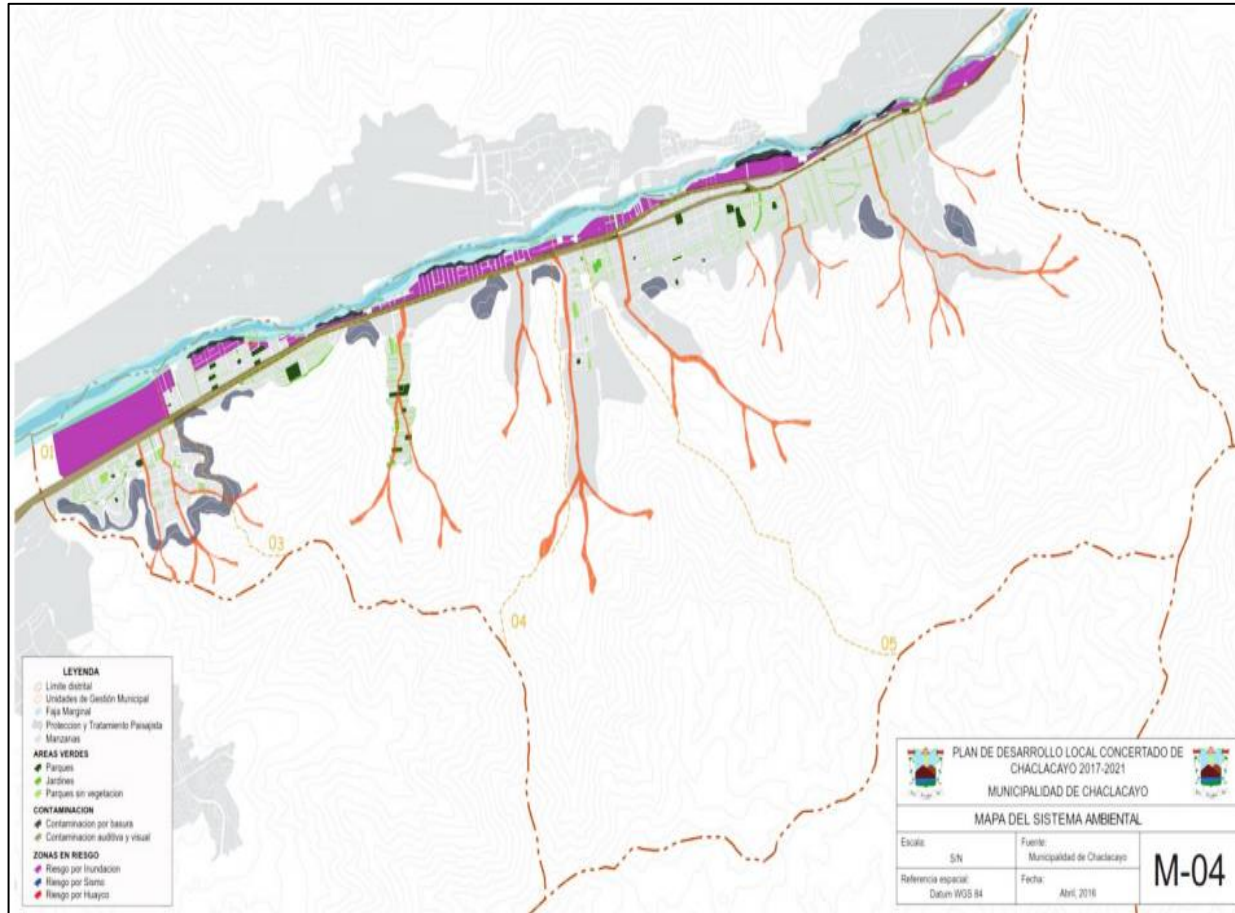 01
03
04
05
LEYENDA
Límite distrital
Unidades de Gestión Municipal
Faja Marginal
Proteccion y Tratamiento Paisajista
Manzanas
AREAS VERDES
Parques
Jardines
Parques sin vegetacion
CONTAMINACION
Contaminacion por basura
Contaminacion auditiva y visual
ZONAS EN RIESGO
Riesgo por Inundacion
Riesgo por Sismo
Riesgo por Huayco
PLAN DE DESARROLLO LOCAL CONCERTADO DE
CHACLACAYO 2017-2021
MUNICIPALIDAD DE CHACLACAYO
MAPA DEL SISTEMA AMBIENTAL
Escala:
S/N
Fuente:
Municipalidad de Chaclacayo
Referencia espacial:
Datum WGS 84
Fecha:
Abril, 2016
M-04